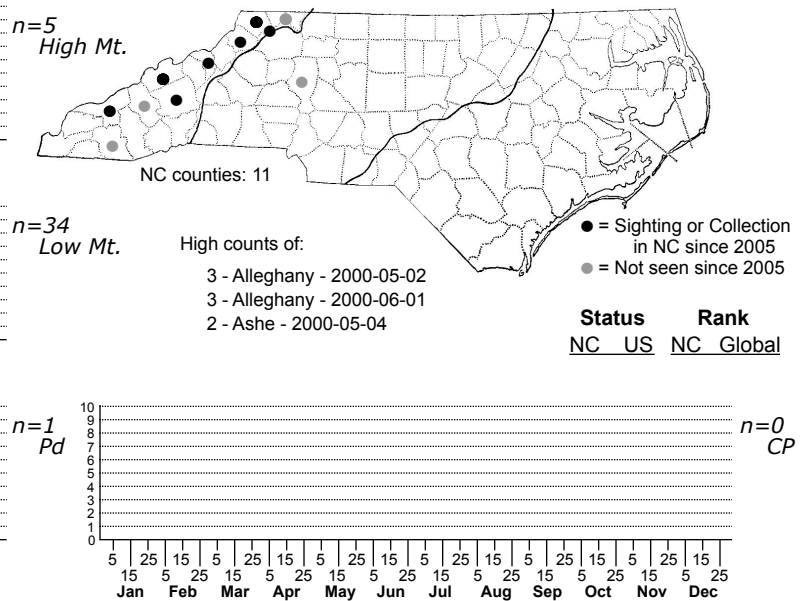 n=5
High Mt.
NC counties: 11
n=34
Low Mt.
High counts of:
3 - Alleghany - 2000-05-02
3 - Alleghany - 2000-06-01
2 - Ashe - 2000-05-04
= Sighting or Collection
in NC since 2005
= Not seen since 2005
Status Rank
NC US NC Global
n=1
Pd
n=0
CP
10
9
8
7
6
5
4
3
2
1
0
5 25 15 5 25 15 5 25 15 5 25 15 5 25 15 5 25 15
15 5 25 15 5 25 15 5 25 15 5 25 15 5 25 15 5 25
Jan Feb Mar Apr May Jun Jul Aug Sep Oct Nov Dec